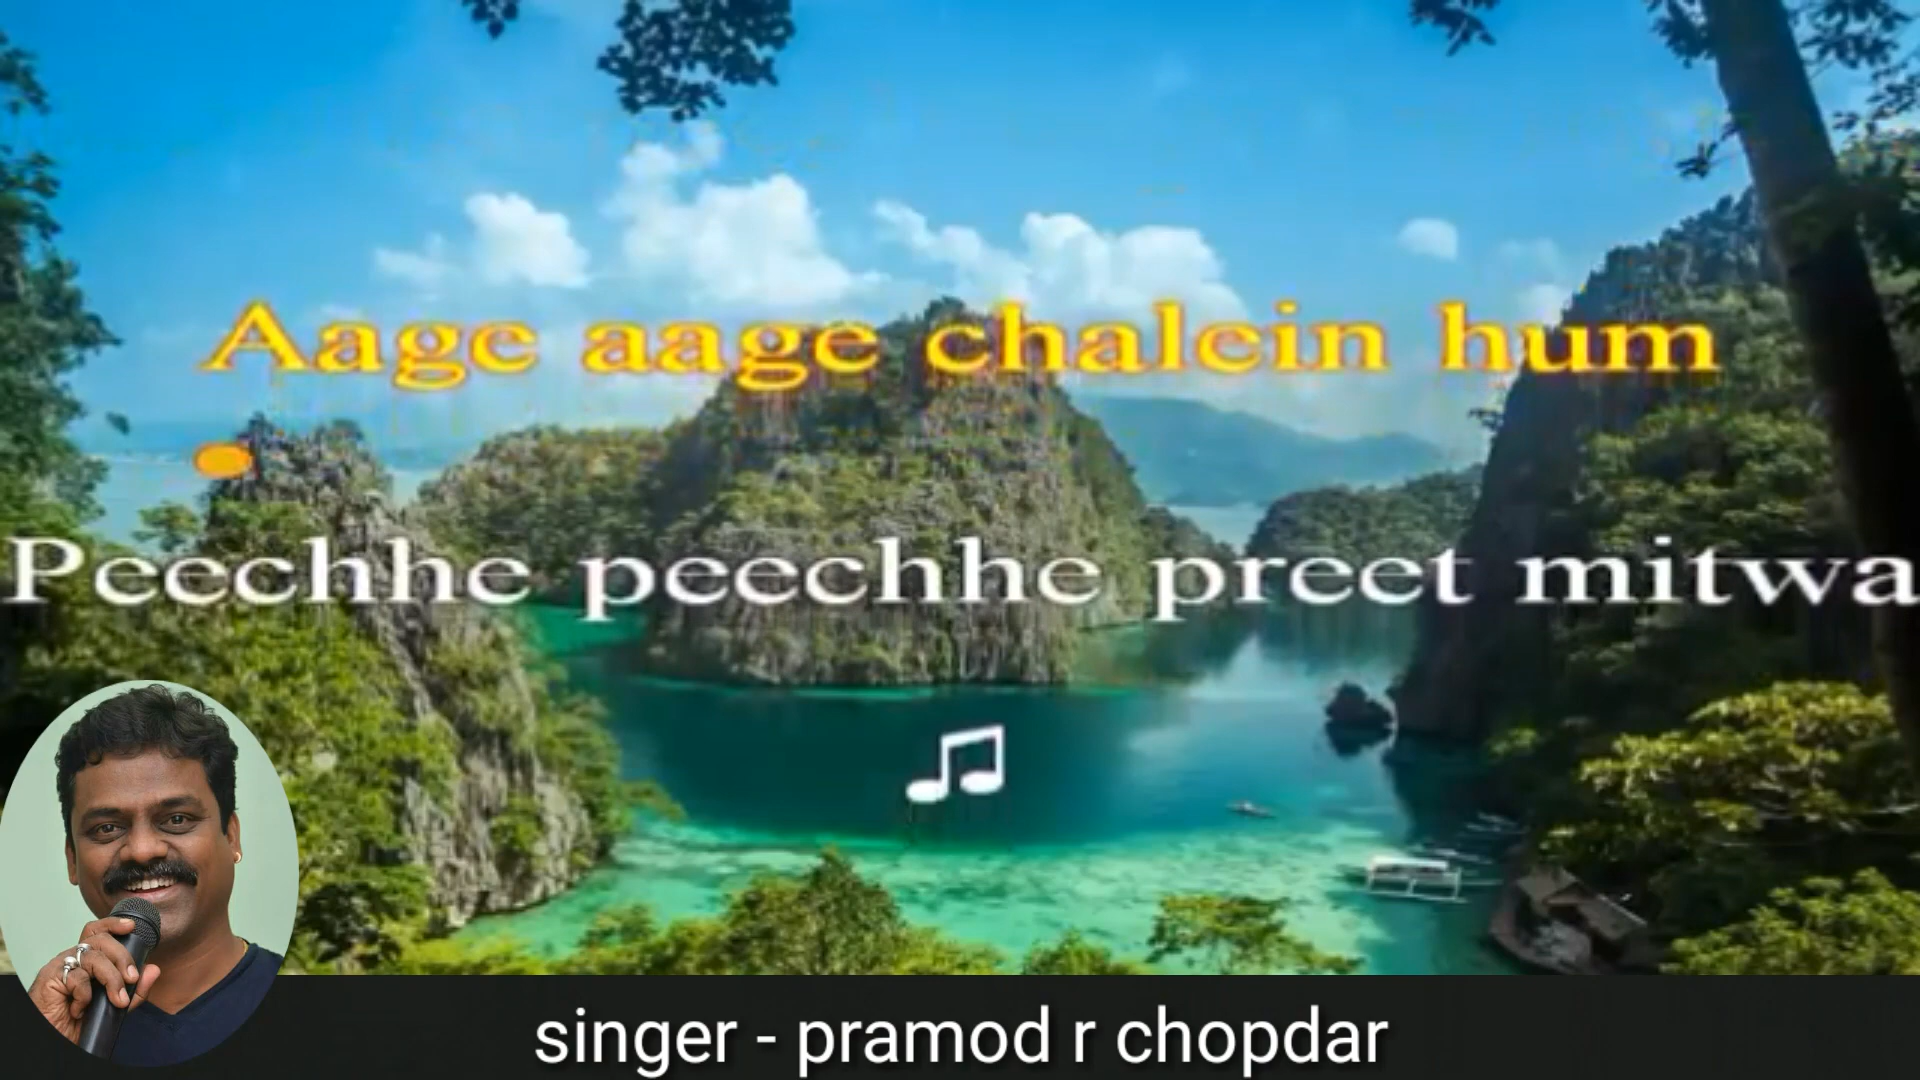 Aage aage chalein hum
Peechhe peechhe preet mitwa
singer - pramod r chopdar